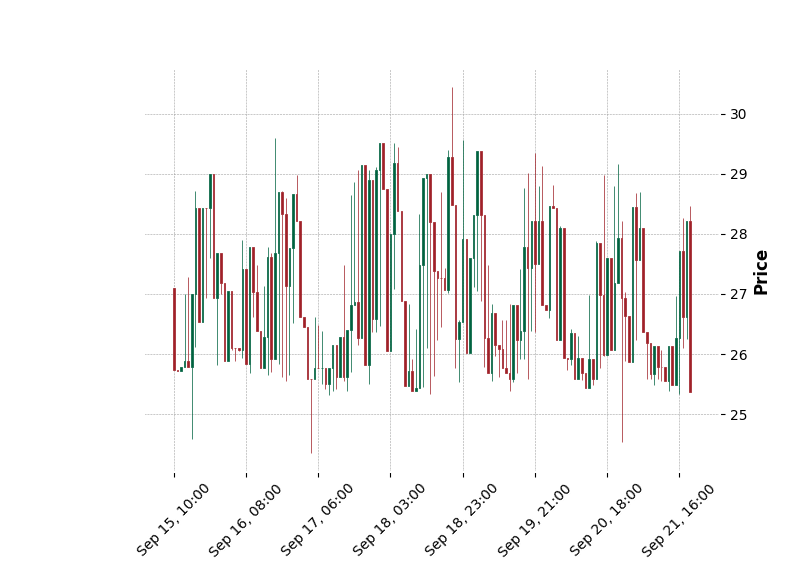 30
29
28
27
26
25
Price
Sep 15, 10:00
Sep 16, 08:00
Sep 17, 06:00
Sep 18, 03:00
Sep 18, 23:00
Sep 19, 21:00
Sep 20, 18:00
Sep 21, 16:00